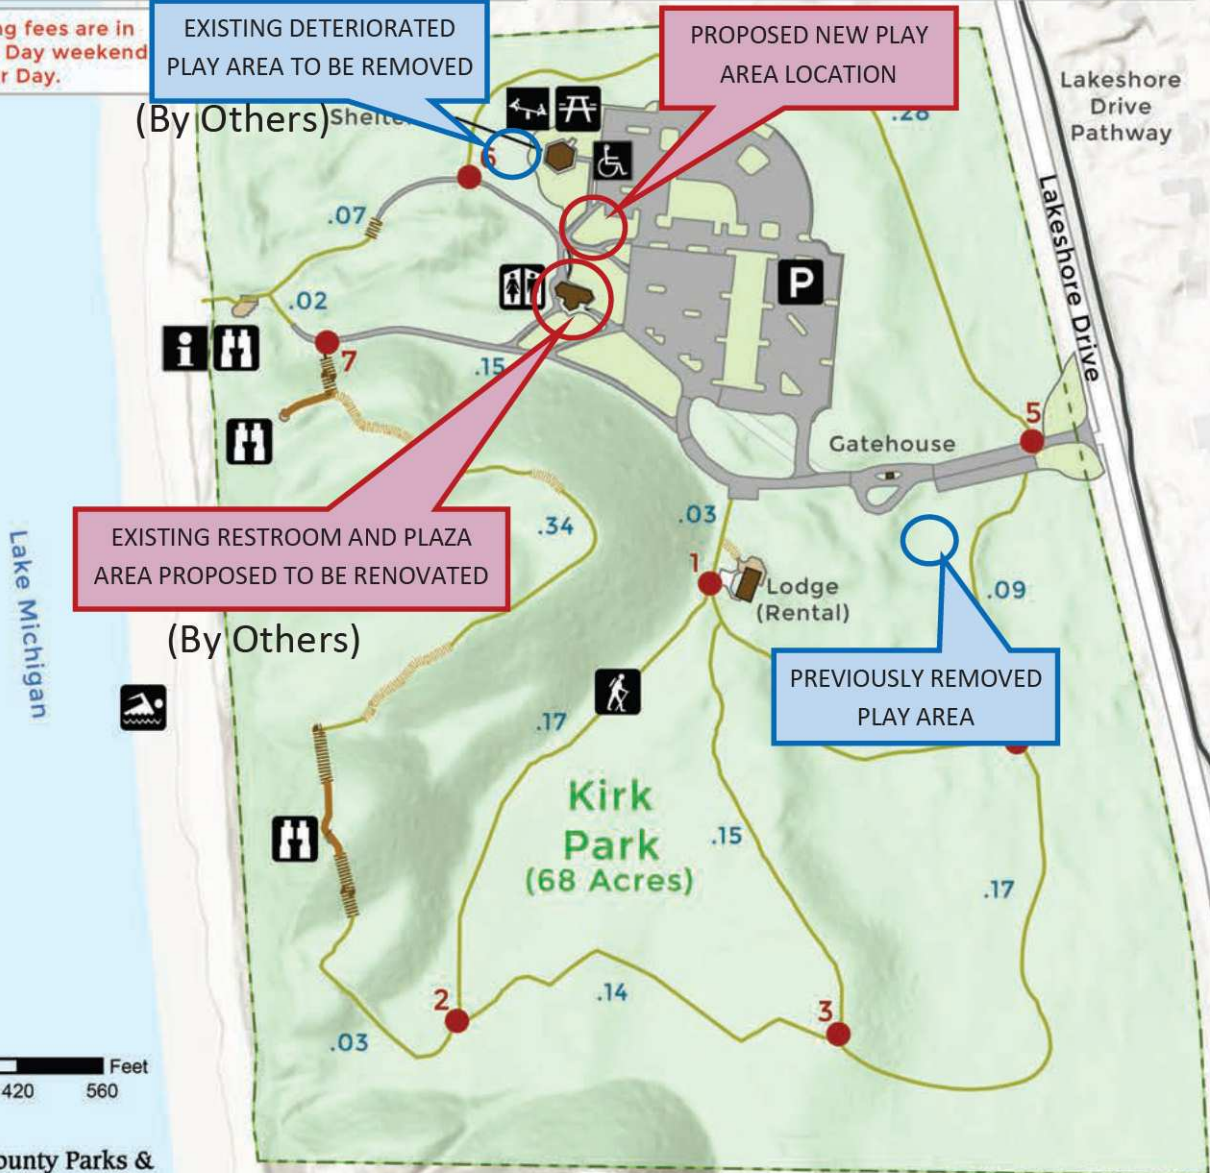 ng fees are in
Day weekend
r Day.
EXISTING DETERIORATED
PLAY AREA TO BE REMOVED
(By Others)
PROPOSED NEW PLAY
AREA LOCATION
Lakeshore
Drive
Pathway
.28
6
.07
.02
i
P
Lakeshore Drive
7
.15
5
Gatehouse
EXISTING RESTROOM AND PLAZA
AREA PROPOSED TO BE RENOVATED
(By Others)
.34
.03
1
Lodge
(Rental)
.09
Lake Michigan
PREVIOUSLY REMOVED
PLAY AREA
.17
Kirk
Park
(68 Acres)
.15
.17
2
.14
3
.03
Feet
420 560
ounty Parks &